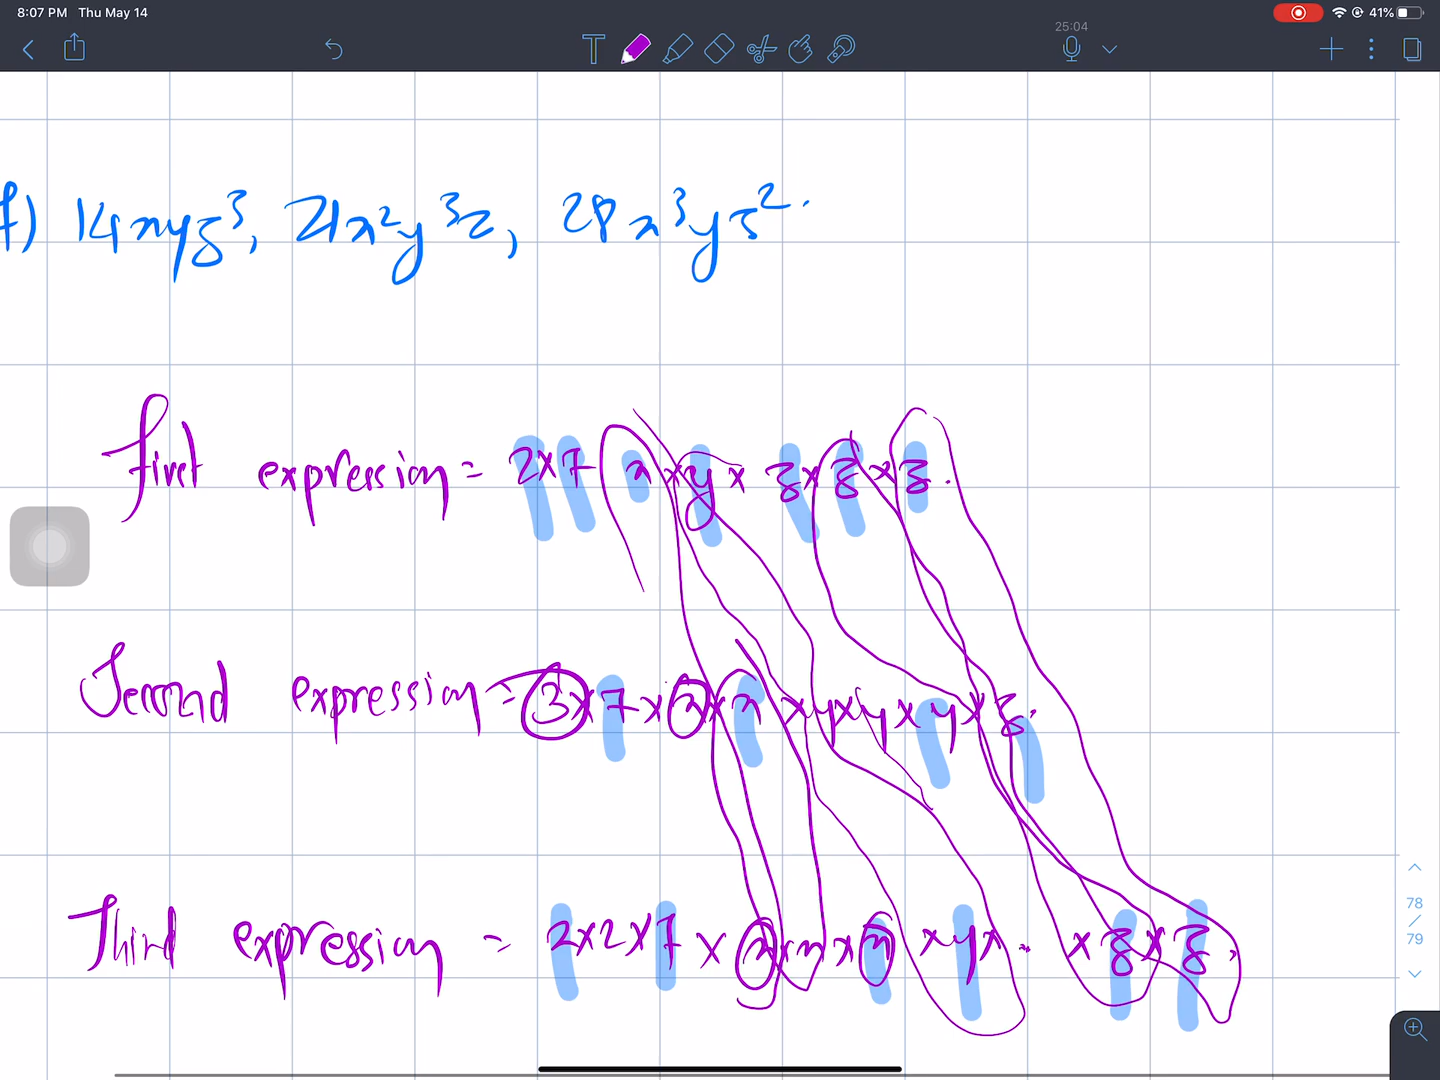 8:07 PM Thu May 14
41%
25:04
f) 14xyz³, 21x²y³z, 28x³yz².
First expression = 2×7 x×y× z×z×z.
Second expression = 3×7×x×x×y×y×y×z.
78
79
Third expression = 2×2×7×x×x×x×y× ×z×z.